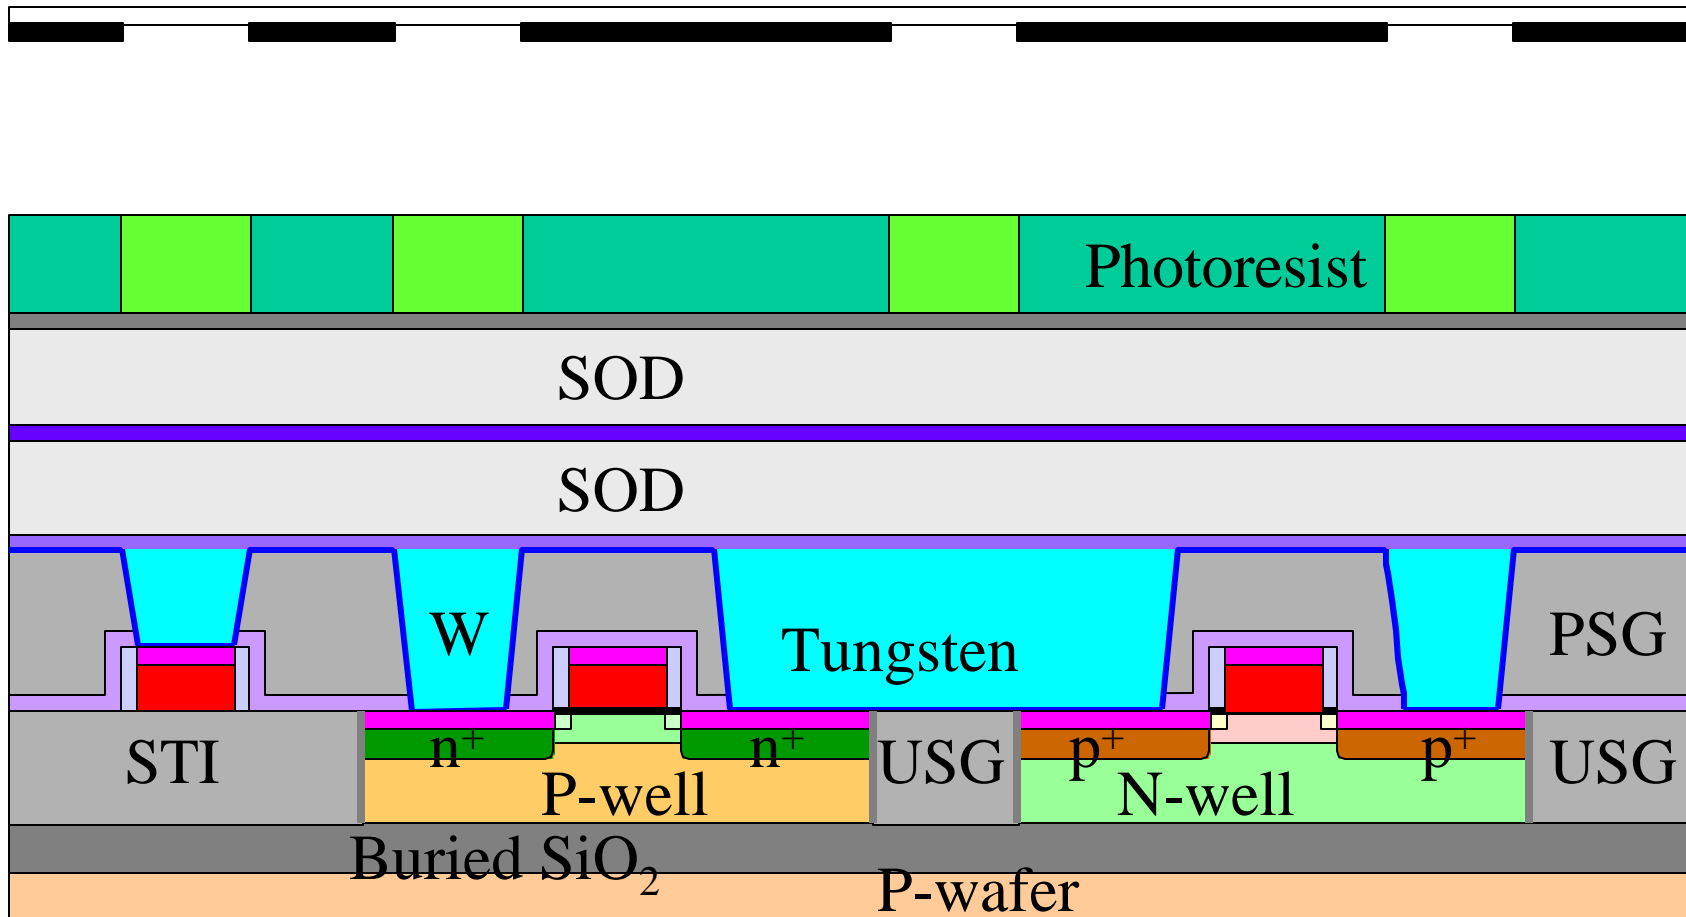 Photoresist
SOD
SOD
W
Tungsten
PSG
STI
n⁺
n⁺
USG
p⁺
p⁺
USG
P-well
N-well
Buried SiO₂
P-wafer